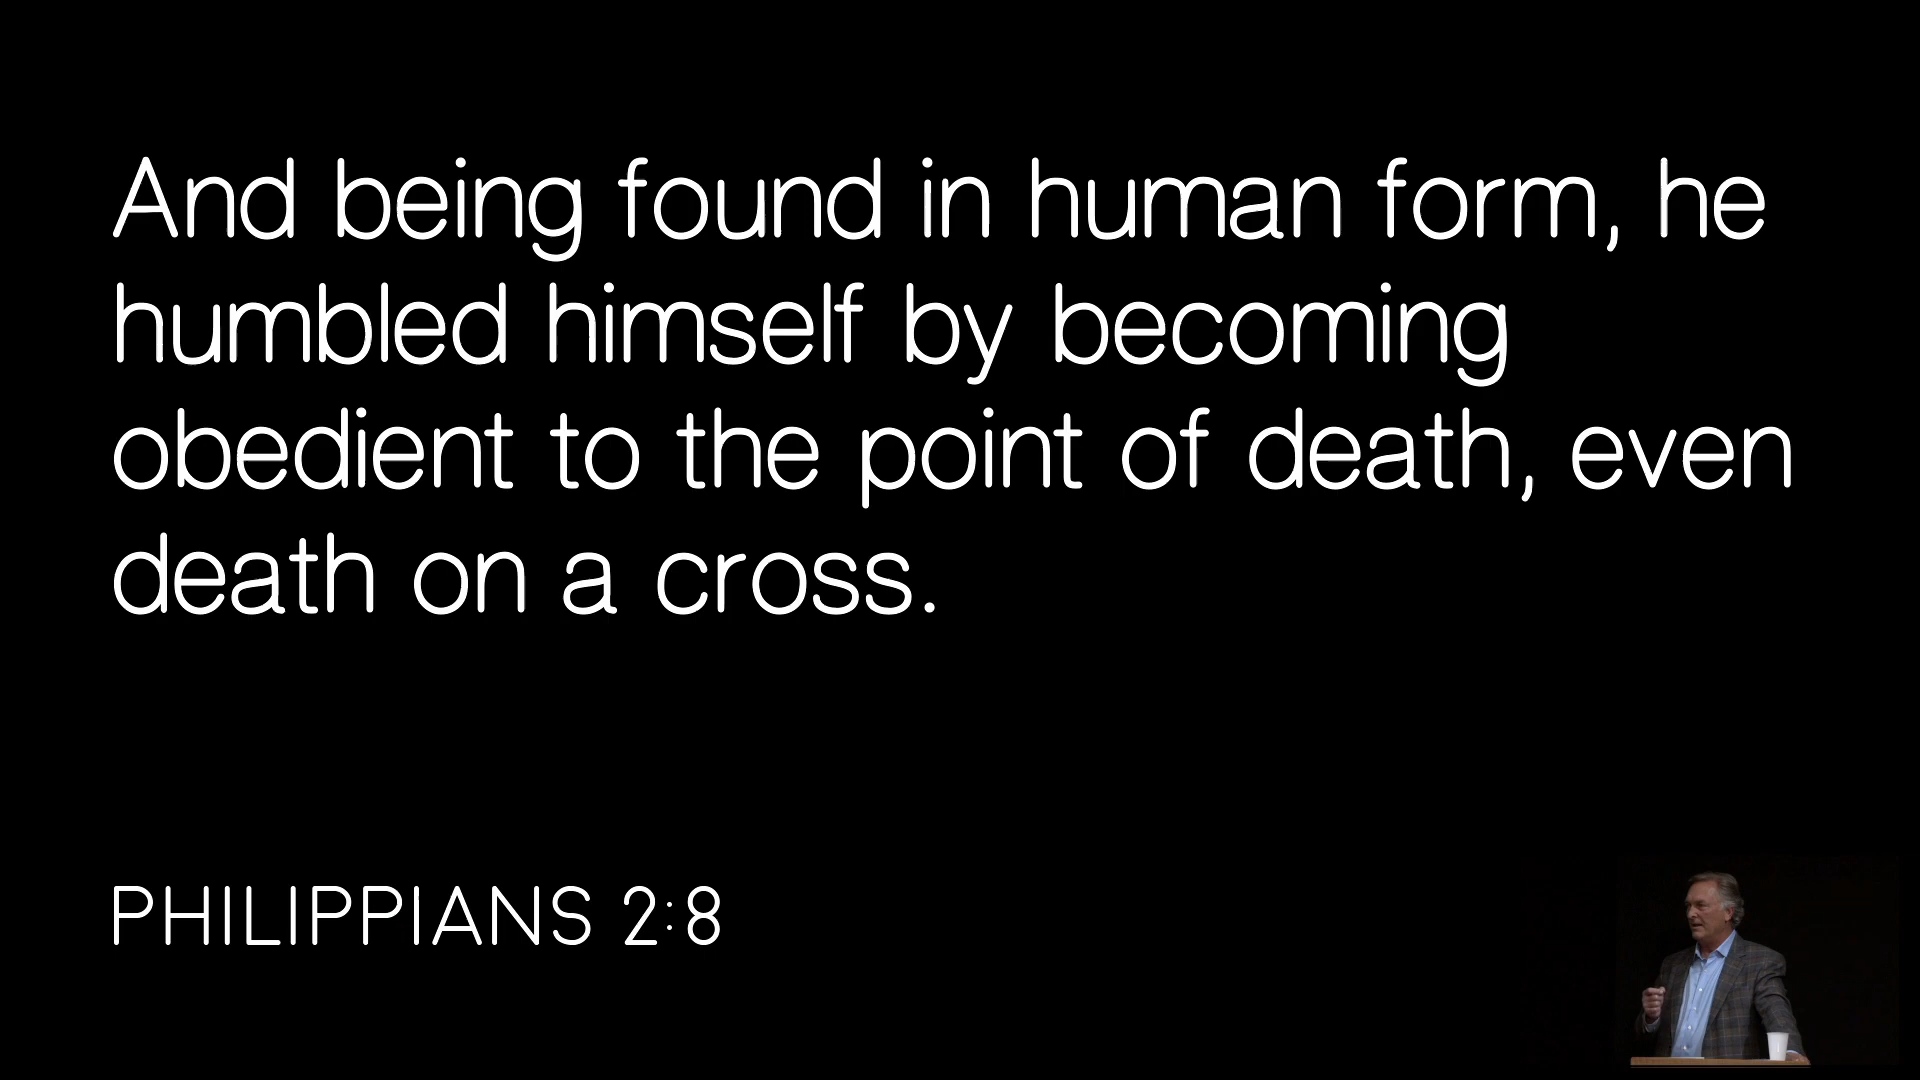 And being found in human form, he
humbled himself by becoming
obedient to the point of death, even
death on a cross.
PHILIPPIANS 2:8